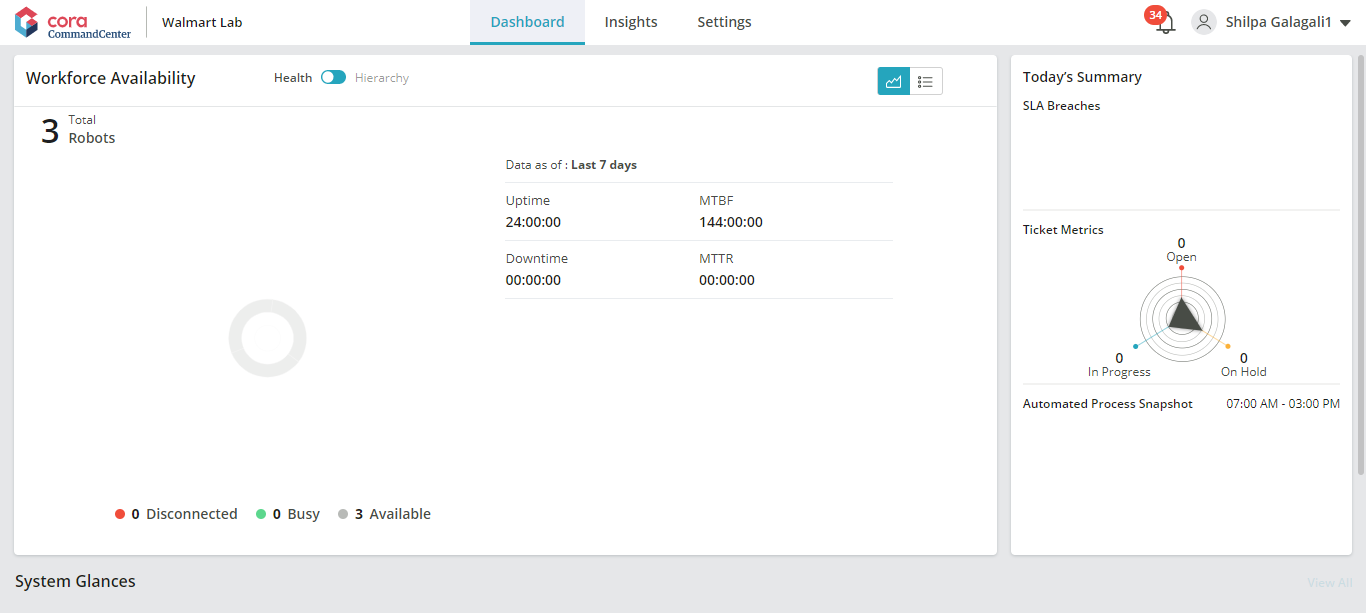 cora
CommandCenter
Walmart Lab
Dashboard
Insights
Settings
34
Shilpa Galagali1
Workforce Availability
Health
Hierarchy
3
Total
Robots
Data as of : Last 7 days
Uptime
24:00:00
MTBF
144:00:00
Downtime
00:00:00
MTTR
00:00:00
0 Disconnected
0 Busy
3 Available
Today's Summary
SLA Breaches
Ticket Metrics
0
Open
0
In Progress
0
On Hold
Automated Process Snapshot
07:00 AM - 03:00 PM
System Glances
View All